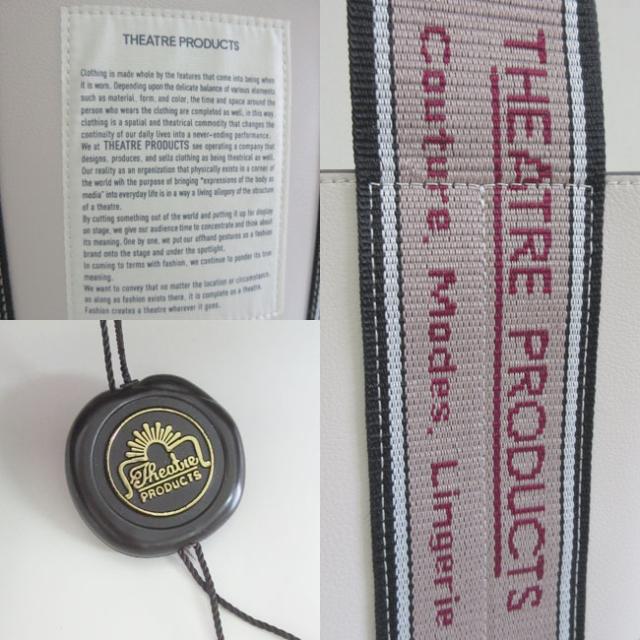 THEATRE PRODUCTS
Clothing is made whole by the features that come into being when
it is worn. Depending upon the delicate balance of various elements
such as material, form, and color, the time and space around the
person who wears the clothing are completed as well, in this way
clothing is a spatial and theatrical commodity that changes the
continuity of our daily lives into a never-ending performance.
We at THEATRE PRODUCTS see operating a company that
designs, produces, and sells clothing as being theatrical as well.
Our reality as an organization that physically exists in a corner of
the world wih the purpose of bringing "expressions of the body as
media" into everyday life is in a way a living allegory of the structure
of a theatre.
By cutting something out of the world and putting it up for display
on stage, we give our audience time to concentrate and think about
its meaning. One by one, we put our offhand gestures as a fashion
brand onto the stage and under the spotlight.
In coming to terms with fashion, we continue to ponder its true
meaning.
We want to convey that no matter the location or circumstance,
as along as fashion exists there, it is complete as a theatre.
Fashion creates a theatre wherever it goes.
THEATRE PRODUCTS
Couture, Modes, Lingerie
Theatre
PRODUCTS